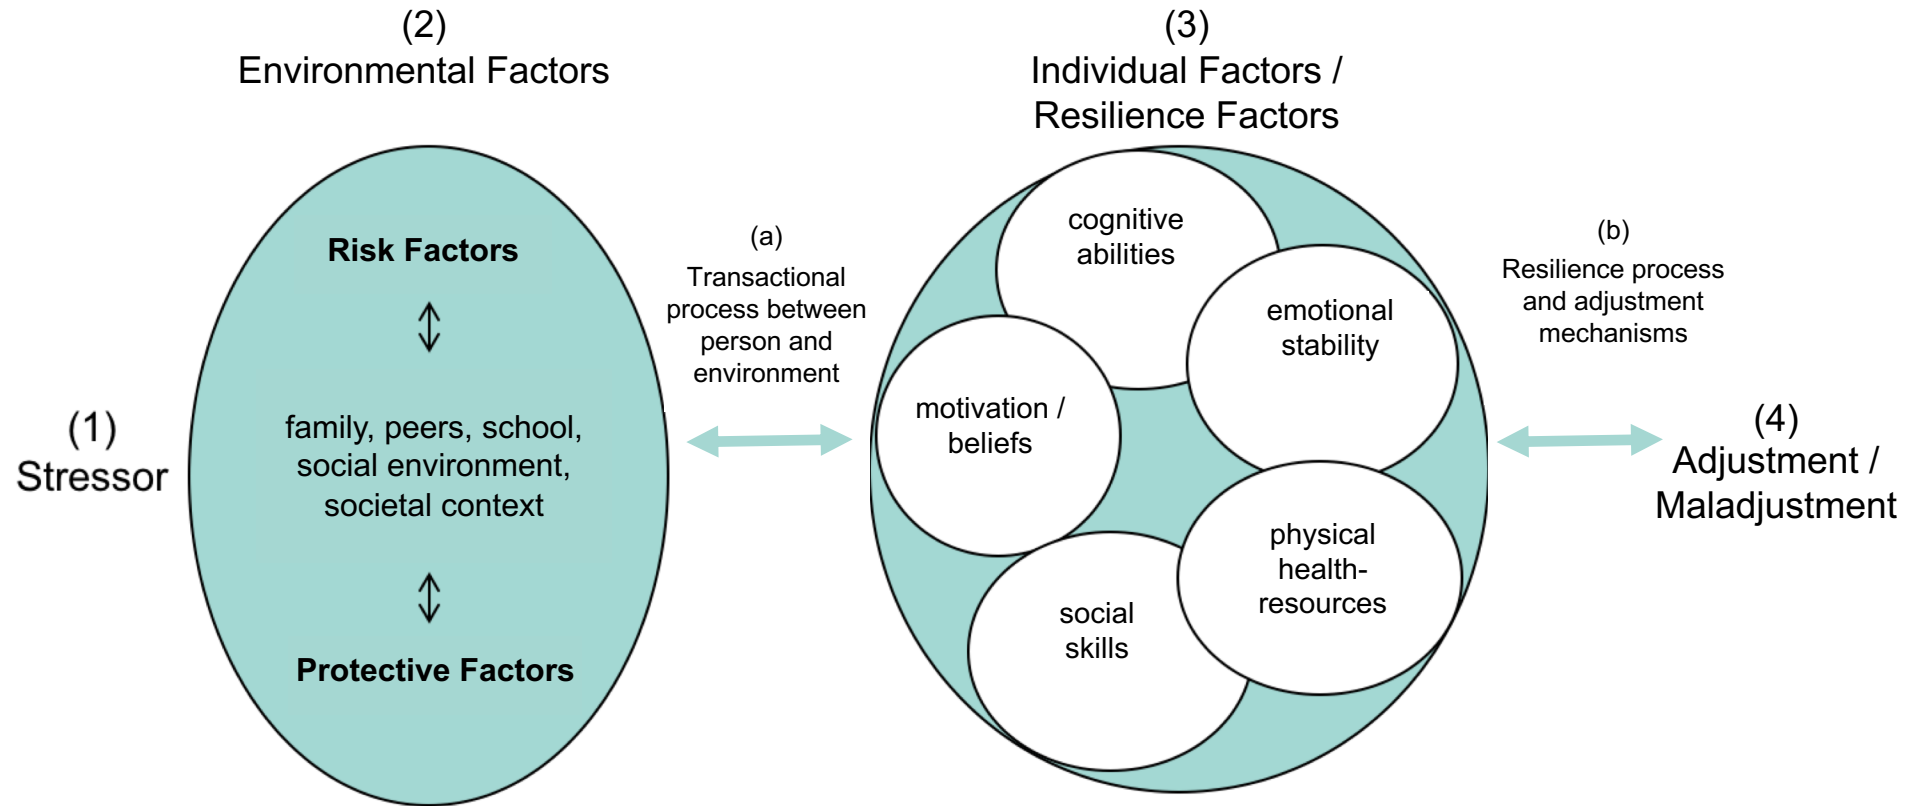 (1)
Stressor
(2)
Environmental Factors
Risk Factors
family, peers, school,
social environment,
societal context
Protective Factors
(a)
Transactional
process between
person and
environment
(3)
Individual Factors /
Resilience Factors
cognitive
abilities
emotional
stability
motivation /
beliefs
physical
health-
resources
social
skills
(b)
Resilience process
and adjustment
mechanisms
(4)
Adjustment /
Maladjustment